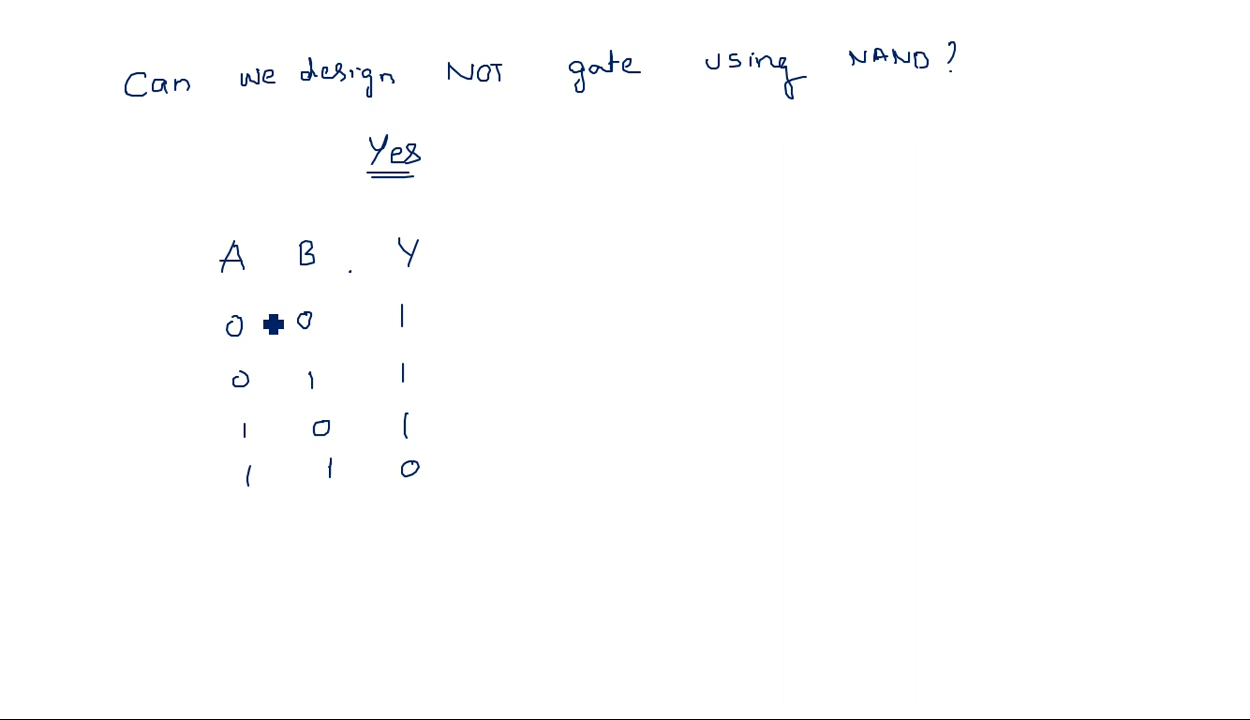 Can we design NOT gate using NAND?
Yes
A B . Y
0 0 1
0 1 1
1 0 1
1 1 0